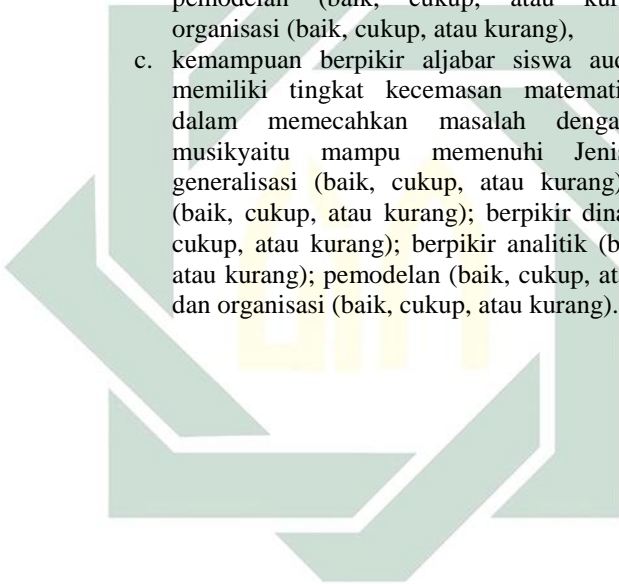 pemodelan (baik, cukup, atau kur
organisasi (baik, cukup, atau kurang),
c. kemampuan berpikir aljabar siswa aud
memiliki tingkat kecemasan matemati
dalam memecahkan masalah denga
musikyaitu mampu memenuhi Jenis
generalisasi (baik, cukup, atau kurang)
(baik, cukup, atau kurang); berpikir dina
cukup, atau kurang); berpikir analitik (b
atau kurang); pemodelan (baik, cukup, at
dan organisasi (baik, cukup, atau kurang).